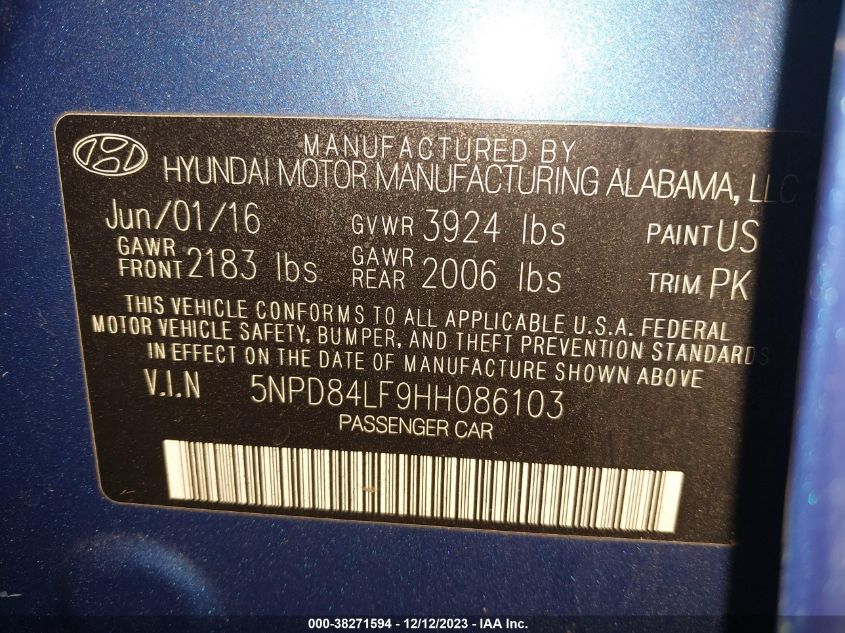 MANUFACTURED BY
HYUNDAI MOTOR MANUFACTURING ALABAMA, LLC
Jun/01/16 GVWR 3924 lbs PAINT US
GAWR FRONT 2183 lbs GAWR REAR 2006 lbs TRIM PK
THIS VEHICLE CONFORMS TO ALL APPLICABLE U.S.A. FEDERAL
MOTOR VEHICLE SAFETY, BUMPER, AND THEFT PREVENTION STANDARDS
IN EFFECT ON THE DATE OF MANUFACTURE SHOWN ABOVE
V.I.N 5NPD84LF9HH086103
PASSENGER CAR
000-38271594 - 12/12/2023 - IAA Inc.